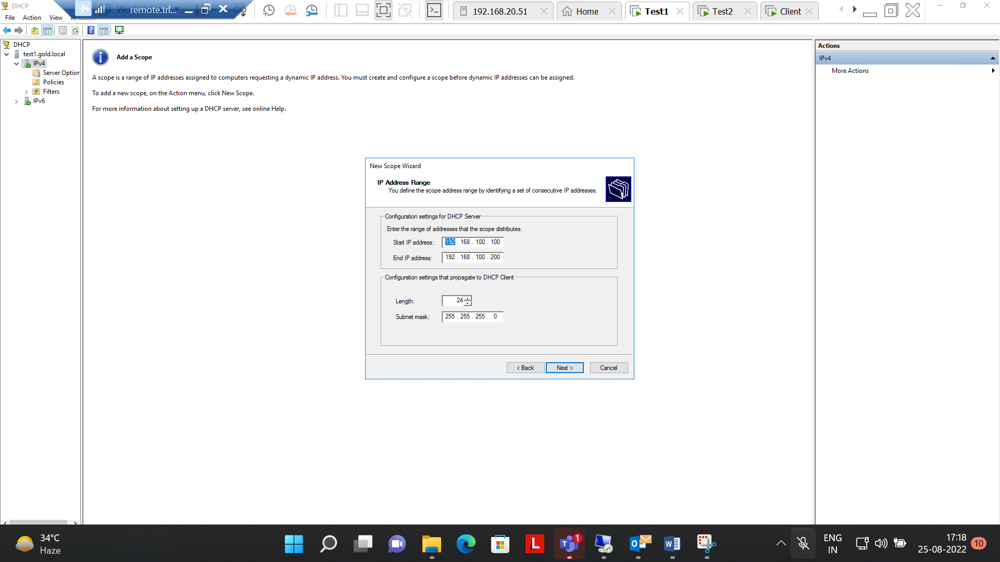 DHCP
File Action View
remote.trl...
192.168.20.51
Home
Test1
Test2
Client
DHCP
test1.gold.local
IPv4
Server Option
Policies
Filters
IPv6
Add a Scope
A scope is a range of IP addresses assigned to computers requesting a dynamic IP address. You must create and configure a scope before dynamic IP addresses can be assigned.
To add a new scope, on the Action menu, click New Scope.
For more information about setting up a DHCP server, see online Help.
Actions
IPv4
More Actions
New Scope Wizard
IP Address Range
You define the scope address range by identifying a set of consecutive IP addresses.
Configuration settings for DHCP Server
Enter the range of addresses that the scope distributes.
Start IP address: 192 . 168 . 100 . 100
End IP address: 192 . 168 . 100 . 200
Configuration settings that propagate to DHCP Client
Length: 24
Subnet mask: 255 . 255 . 255 . 0
< Back
Next >
Cancel
34°C
Haze
L
T 1
O
W
ENG
IN
17:18
25-08-2022
10